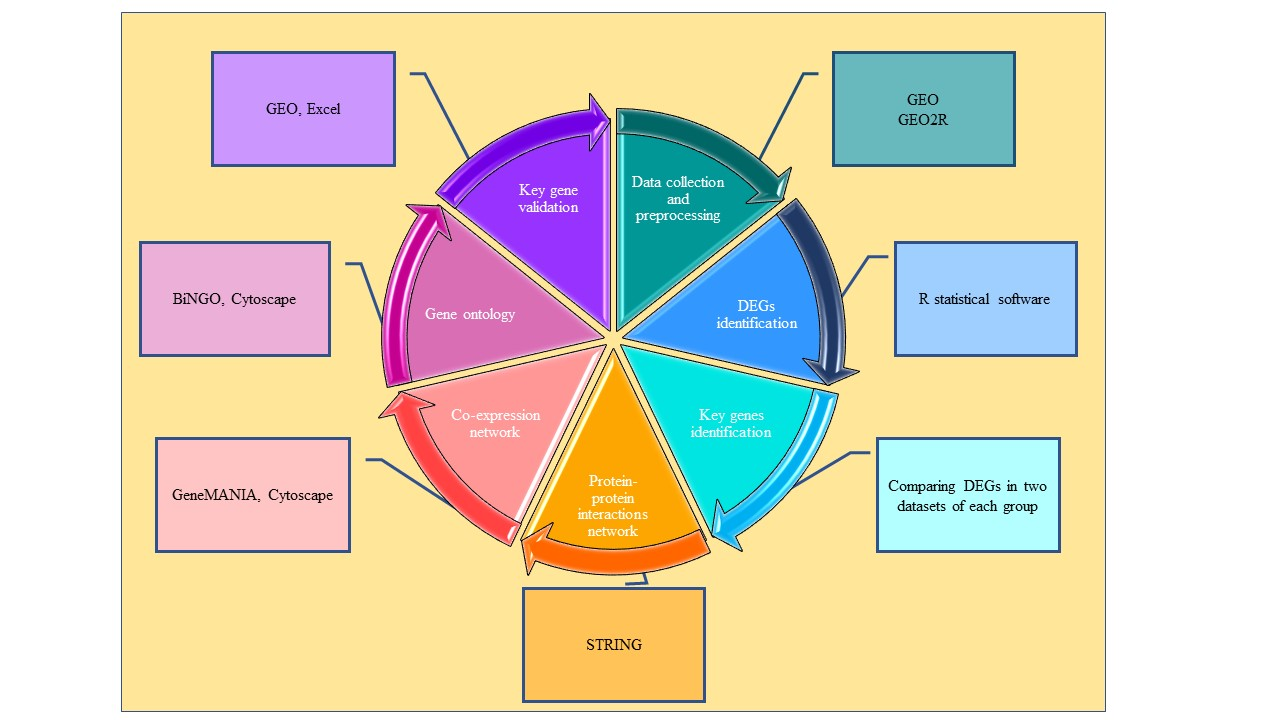 GEO, Excel
GEO
GEO2R
Key gene
validation
Data collection
and
preprocessing
BiNGO, Cytoscape
Gene ontology
DEGs
identification
R statistical software
Co-expression
network
Key genes
identification
GeneMANIA, Cytoscape
Protein-
protein
interactions
network
Comparing DEGs in two
datasets of each group
STRING